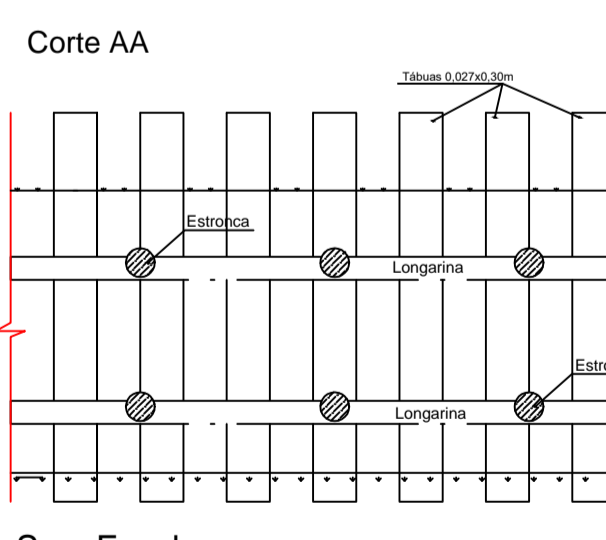 Corte AA
Tábuas 0,027x0,30m
Estronca
Longarina
Longarina